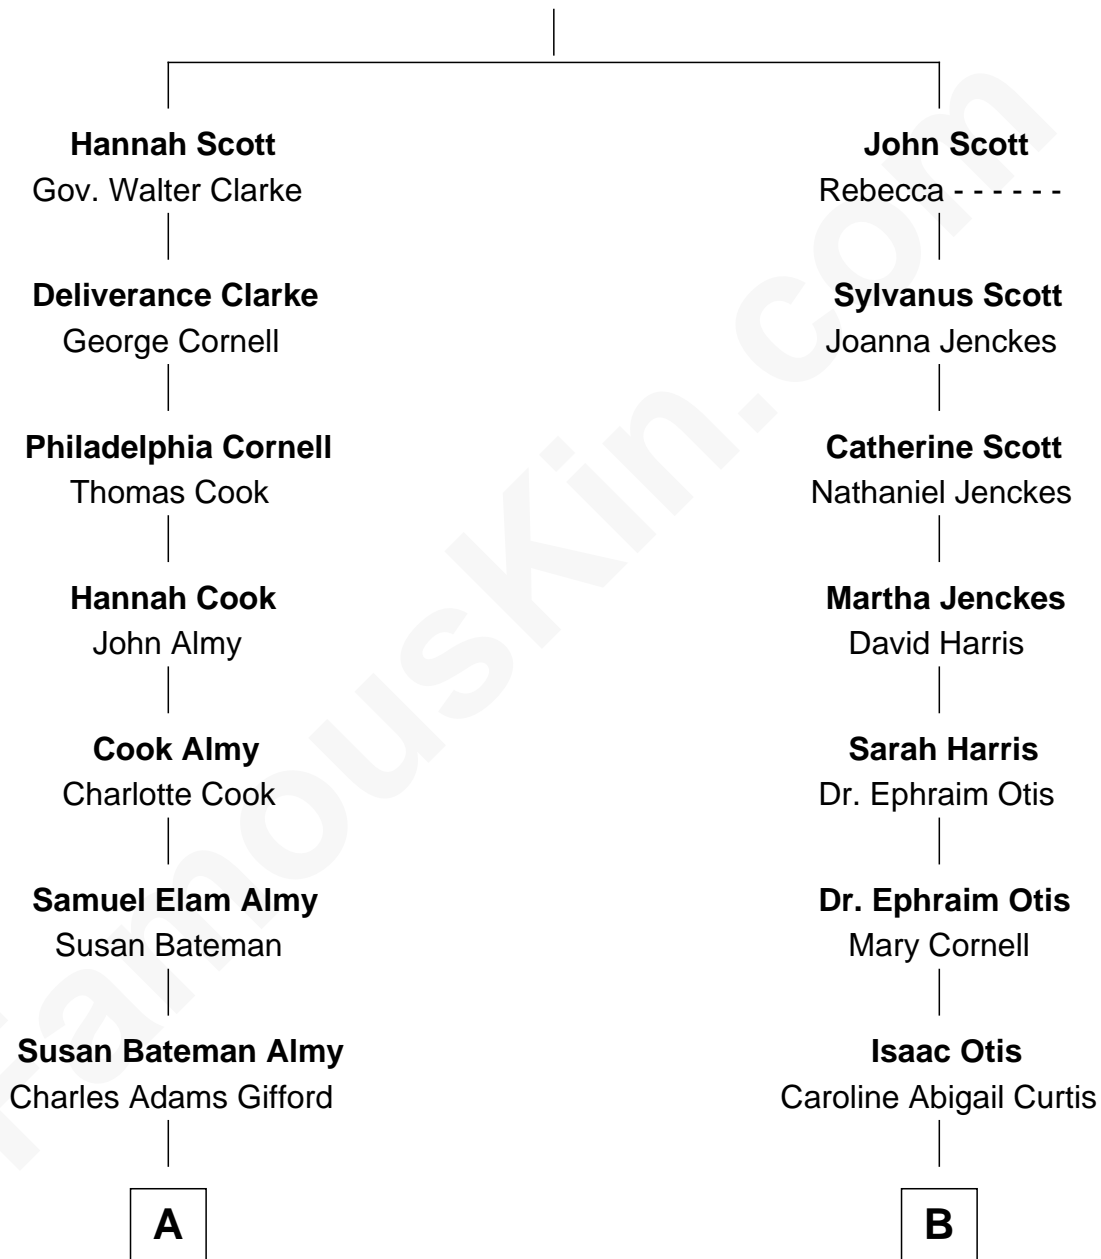 Hannah Scott
Gov. Walter Clarke
Deliverance Clarke
George Cornell
Philadelphia Cornell
Thomas Cook
Hannah Cook
John Almy
Cook Almy
Charlotte Cook
Samuel Elam Almy
Susan Bateman
Susan Bateman Almy
Charles Adams Gifford
A
John Scott
Rebecca - - - - - -
Sylvanus Scott
Joanna Jenckes
Catherine Scott
Nathaniel Jenckes
Martha Jenckes
David Harris
Sarah Harris
Dr. Ephraim Otis
Dr. Ephraim Otis
Mary Cornell
Isaac Otis
Caroline Abigail Curtis
B
FamousKin.com